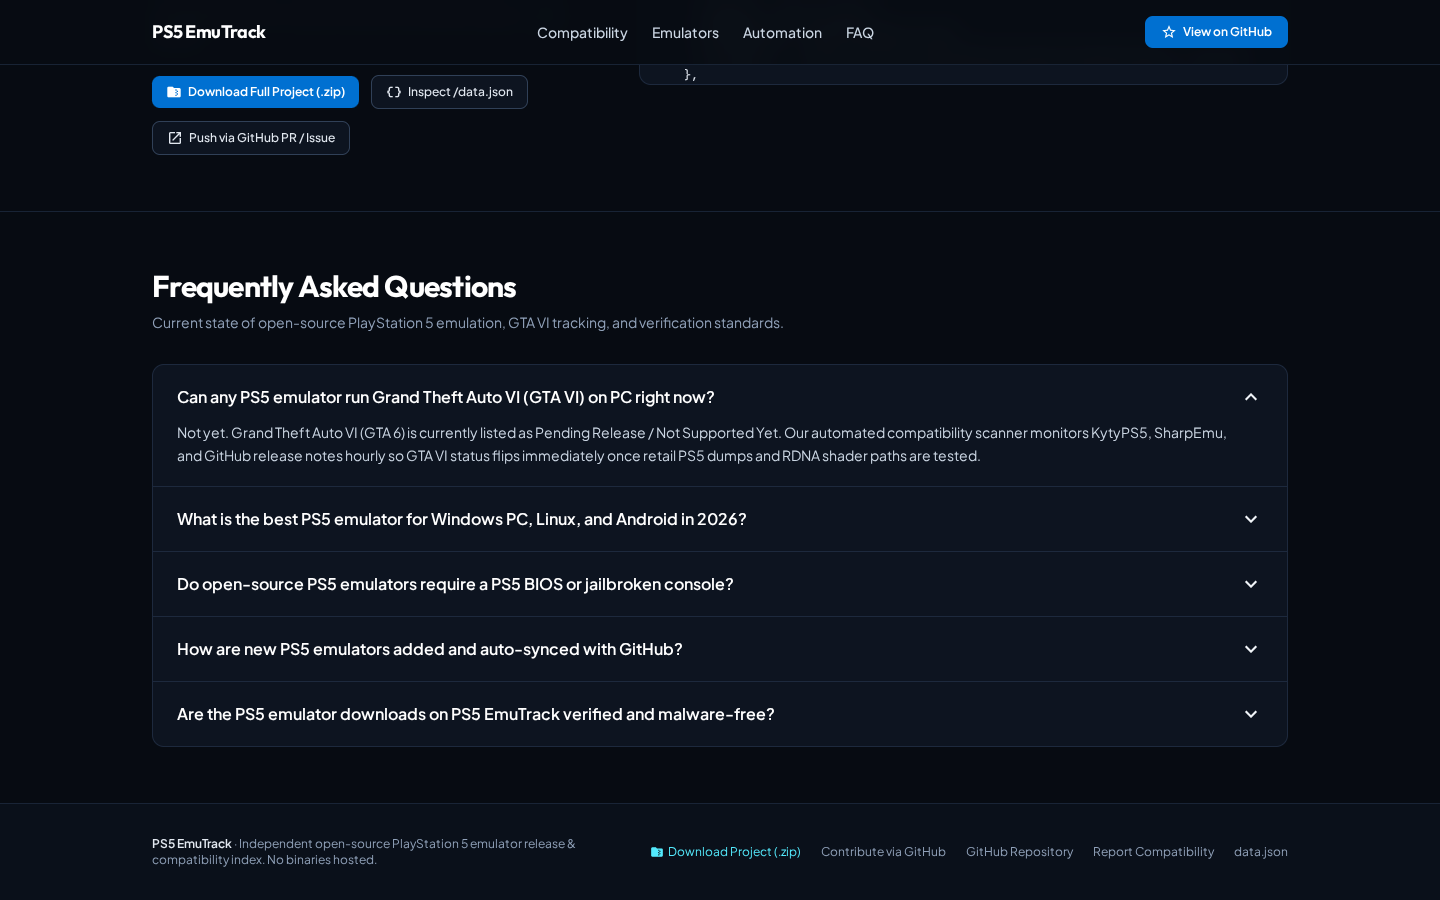 PS5 EmuTrack
Compatibility
Emulators
Automation
FAQ
View on GitHub
},
Download Full Project (.zip)
Inspect /data.json
Push via GitHub PR / Issue
Frequently Asked Questions
Current state of open-source PlayStation 5 emulation, GTA VI tracking, and verification standards.
Can any PS5 emulator run Grand Theft Auto VI (GTA VI) on PC right now?
Not yet. Grand Theft Auto VI (GTA 6) is currently listed as Pending Release / Not Supported Yet. Our automated compatibility scanner monitors KytyPS5, SharpEmu,
and GitHub release notes hourly so GTA VI status flips immediately once retail PS5 dumps and RDNA shader paths are tested.
What is the best PS5 emulator for Windows PC, Linux, and Android in 2026?
Do open-source PS5 emulators require a PS5 BIOS or jailbroken console?
How are new PS5 emulators added and auto-synced with GitHub?
Are the PS5 emulator downloads on PS5 EmuTrack verified and malware-free?
PS5 EmuTrack · Independent open-source PlayStation 5 emulator release &
compatibility index. No binaries hosted.
Download Project (.zip)
Contribute via GitHub
GitHub Repository
Report Compatibility
data.json